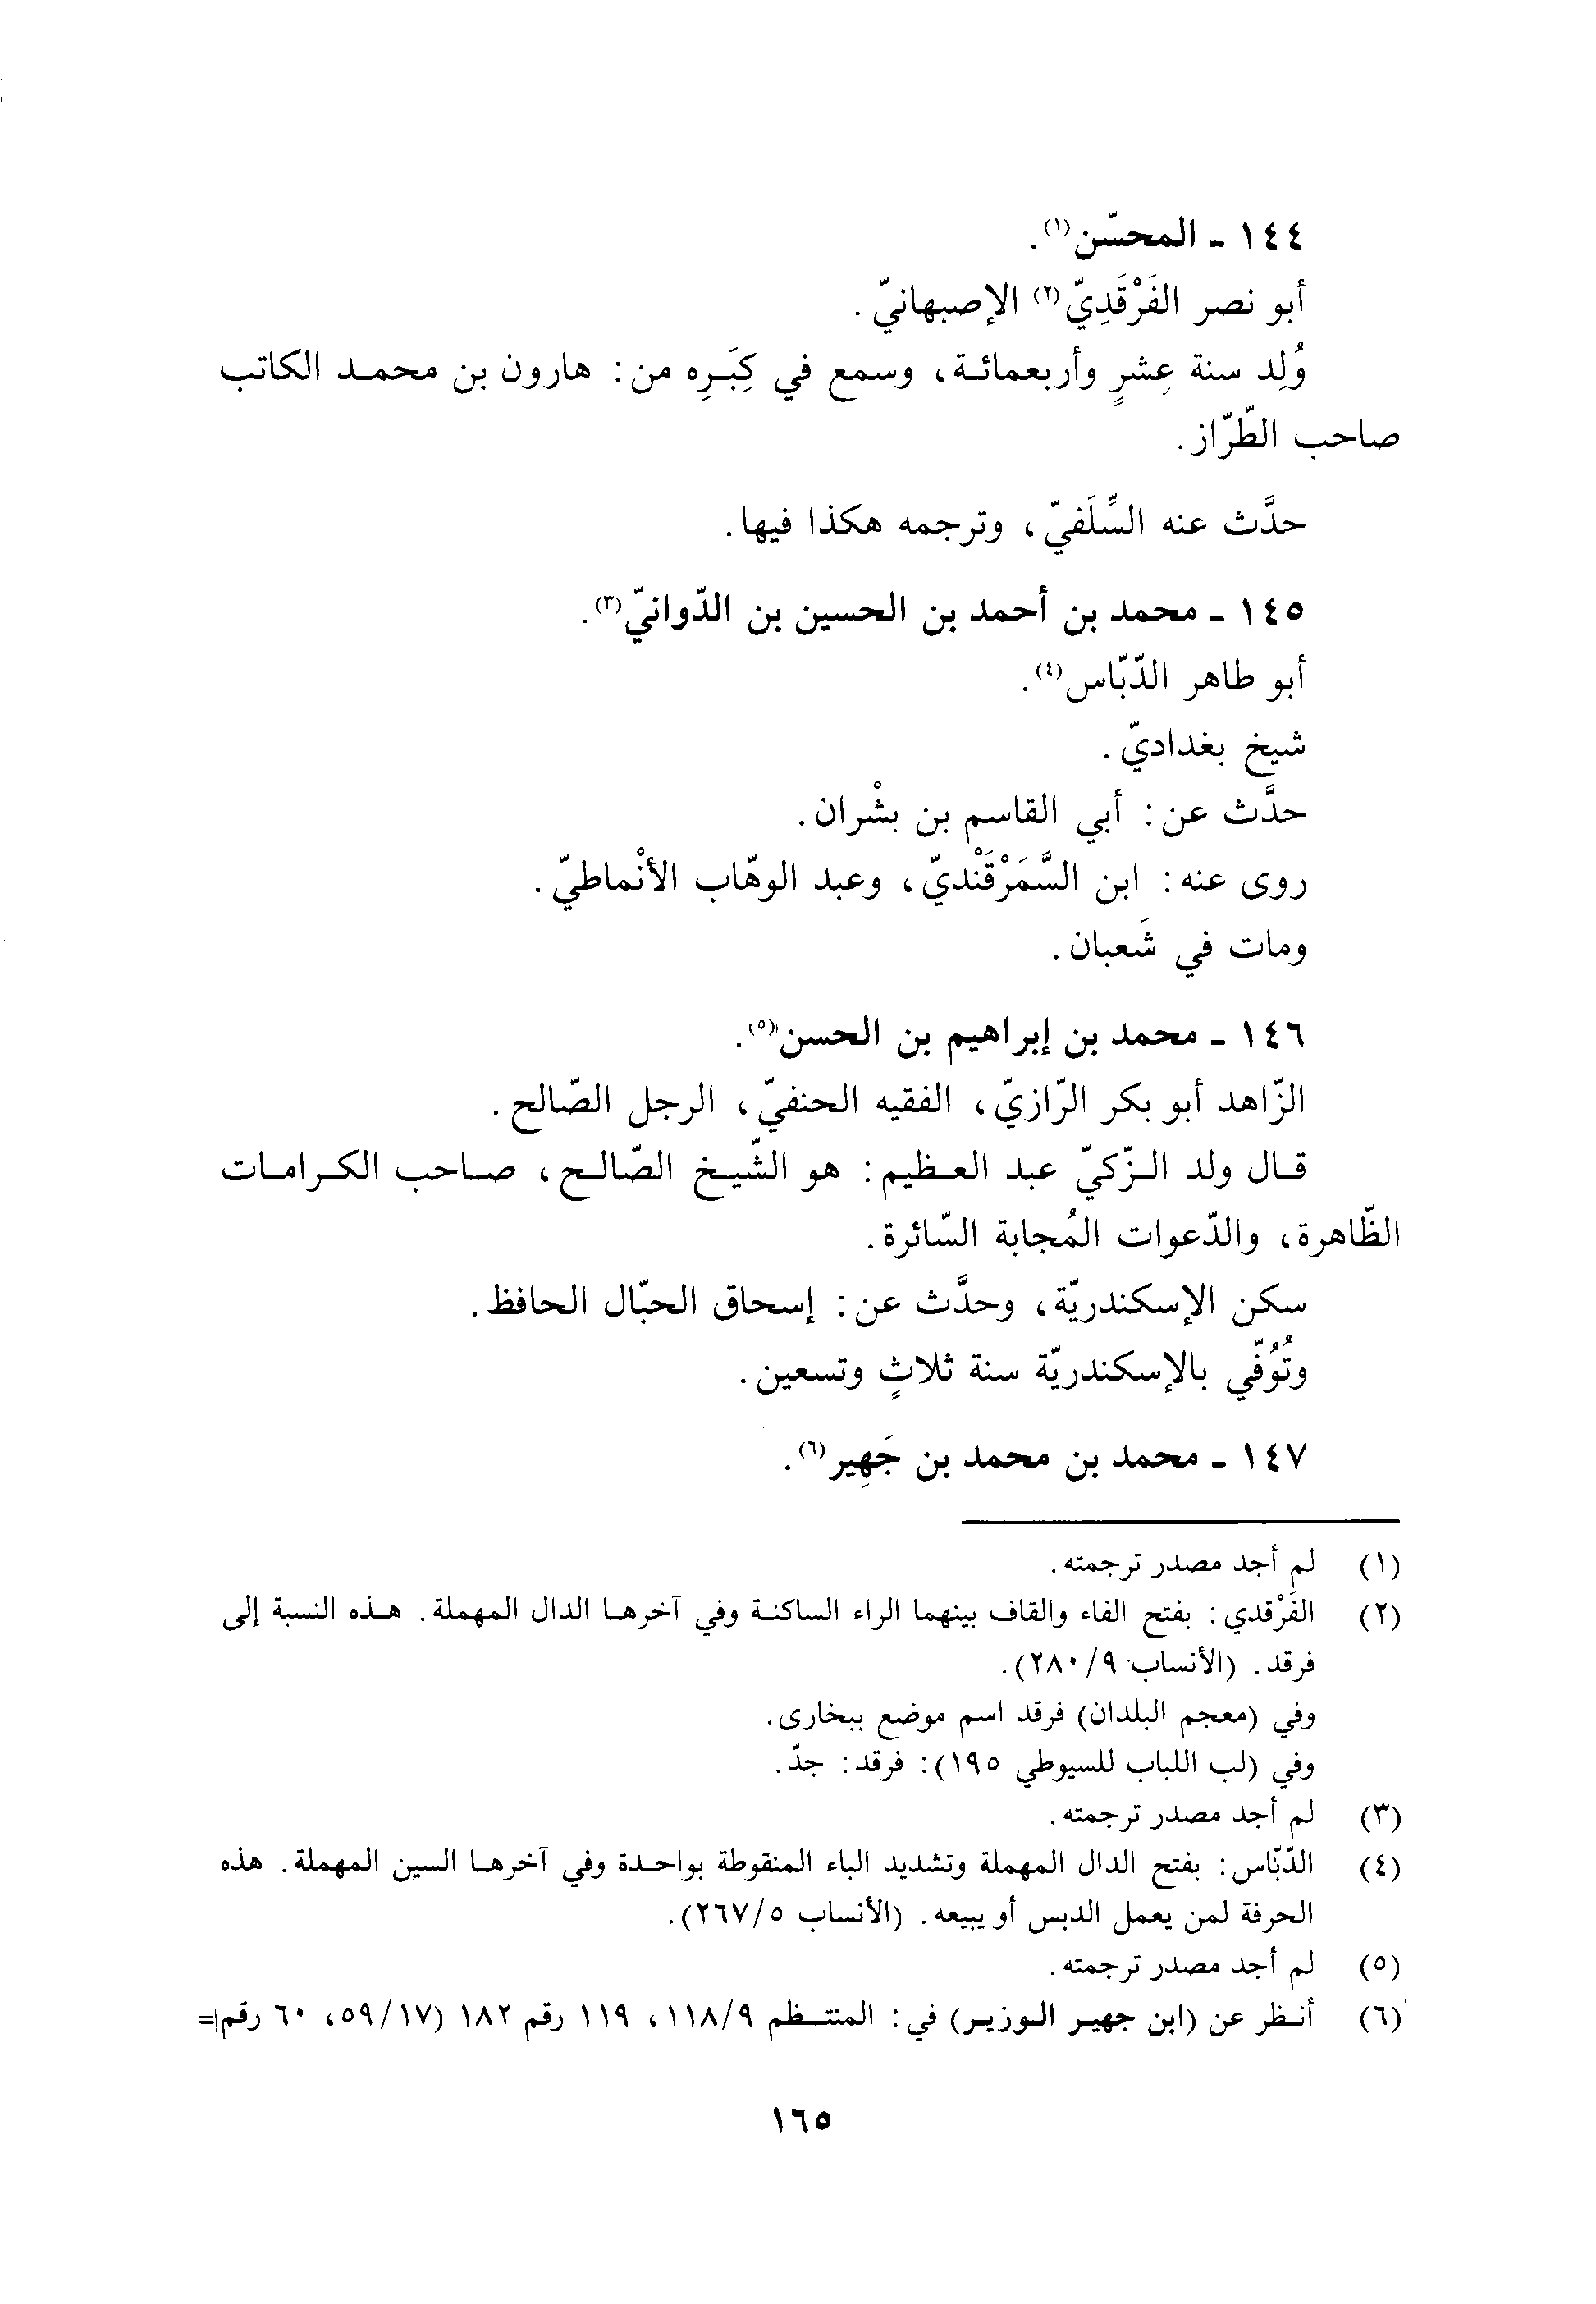 ١٤٤ - المحسّن(١).
أبو نصر الفَرْقَدِيّ(٢) الإصبهانيّ.
وُلِد سنة عِشرٍ وأربعمائة، وسمع في كِبَرِه من: هارون بن محمد الكاتب
صاحب الطّرّاز.
حدَّث عنه السِّلَفيّ، وترجمه هكذا فيها.
١٤٥ - محمد بن أحمد بن الحسين بن الدّوانيّ(٣).
أبو طاهر الدّبّاس(٤).
شيخ بغداديّ.
حدَّث عن: أبي القاسم بن بشْران.
روى عنه: ابن السَّمَرْقَنْديّ، وعبد الوهّاب الأنْماطيّ.
ومات في شَعبان.
١٤٦ - محمد بن إبراهيم بن الحسن(٥).
الزّاهد أبو بكر الرّازيّ، الفقيه الحنفيّ، الرجل الصّالح.
قال ولد الزّكيّ عبد العظيم: هو الشّيخ الصّالح، صاحب الكرامات
الظّاهرة، والدّعوات المُجابة السّائرة.
سكن الإسكندريّة، وحدَّث عن: إسحاق الحبّال الحافظ.
وتُوُفّي بالإسكندريّة سنة ثلاثٍ وتسعين.
١٤٧ - محمد بن محمد بن جَهِير(٦).
(١) لم أجد مصدر ترجمته.
(٢) الفَرْقدي: بفتح الفاء والقاف بينهما الراء الساكنة وفي آخرها الدال المهملة. هذه النسبة إلى
فرقد. (الأنساب ٩/ ٢٨٠).
وفي (معجم البلدان) فرقد اسم موضع ببخارى.
وفي (لب اللباب للسيوطي ١٩٥): فرقد: جدّ.
(٣) لم أجد مصدر ترجمته.
(٤) الدّبّاس: بفتح الدال المهملة وتشديد الباء المنقوطة بواحدة وفي آخرها السين المهملة. هذه
الحرفة لمن يعمل الدبس أو يبيعه. (الأنساب ٥/ ٢٦٧).
(٥) لم أجد مصدر ترجمته.
(٦) أنظر عن (ابن جهير الوزير) في: المنتظم ٩/ ١١٨، ١١٩ رقم ١٨٢ (١٧/ ٥٩، ٦٠ رقم=
١٦٥